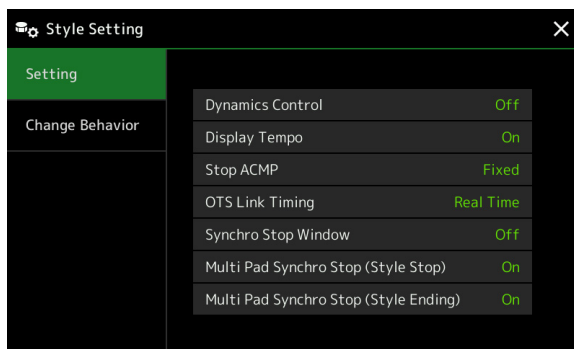 Style Setting
Setting
Change Behavior
Dynamics Control Off
Display Tempo On
Stop ACMP Fixed
OTS Link Timing Real Time
Synchro Stop Window Off
Multi Pad Synchro Stop (Style Stop) On
Multi Pad Synchro Stop (Style Ending) On